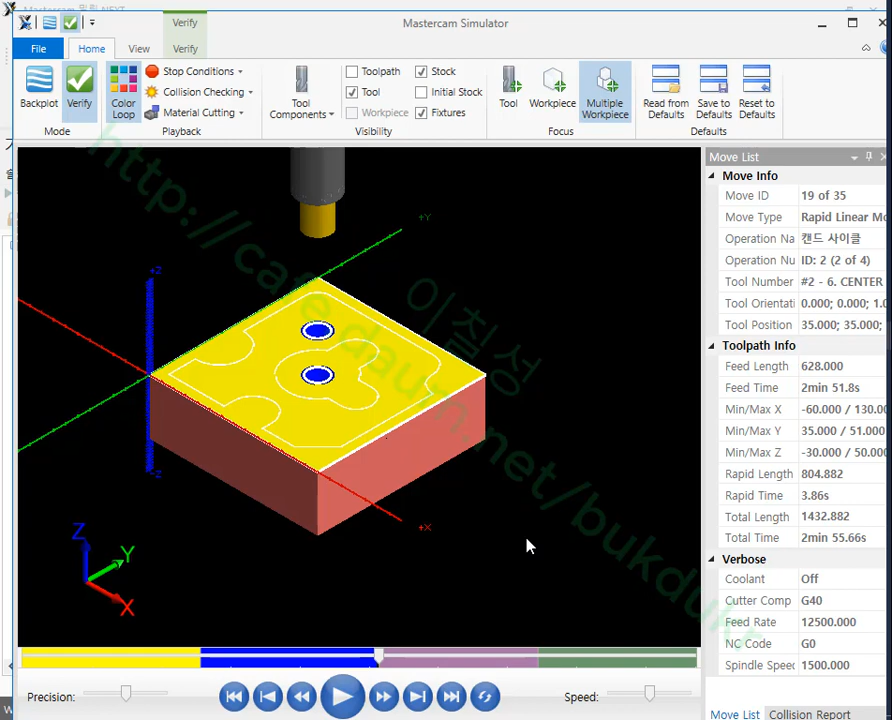 Mastercam 밀링 NEXT
Verify
Mastercam Simulator
File
Home
View
Verify
Backplot
Verify
Color
Loop
Stop Conditions
Collision Checking
Material Cutting
Tool
Components
Toolpath
Tool
Workpiece
Stock
Initial Stock
Fixtures
Tool
Workpiece
Multiple
Workpiece
Read from
Defaults
Save to
Defaults
Reset to
Defaults
Mode
Playback
Visibility
Focus
Defaults
Move List
Move Info
Move ID 19 of 35
Move Type Rapid Linear Mo
Operation Na 캔드 사이클
Operation Nu ID: 2 (2 of 4)
Tool Number #2 - 6. CENTER
Tool Orientati 0.000; 0.000; 1.0
Tool Position 35.000; 35.000;
Toolpath Info
Feed Length 628.000
Feed Time 2min 51.8s
Min/Max X -60.000 / 130.0
Min/Max Y 35.000 / 51.000
Min/Max Z -30.000 / 50.000
Rapid Length 804.882
Rapid Time 3.86s
Total Length 1432.882
Total Time 2min 55.66s
Verbose
Coolant Off
Cutter Comp G40
Feed Rate 12500.000
NC Code G0
Spindle Speed 1500.000
+Y
+Z
-Z
+X
Z
Y
X
이칠성
http://cafe.daum.net/bukdukr
Precision:
Speed:
Move List
Collision Report